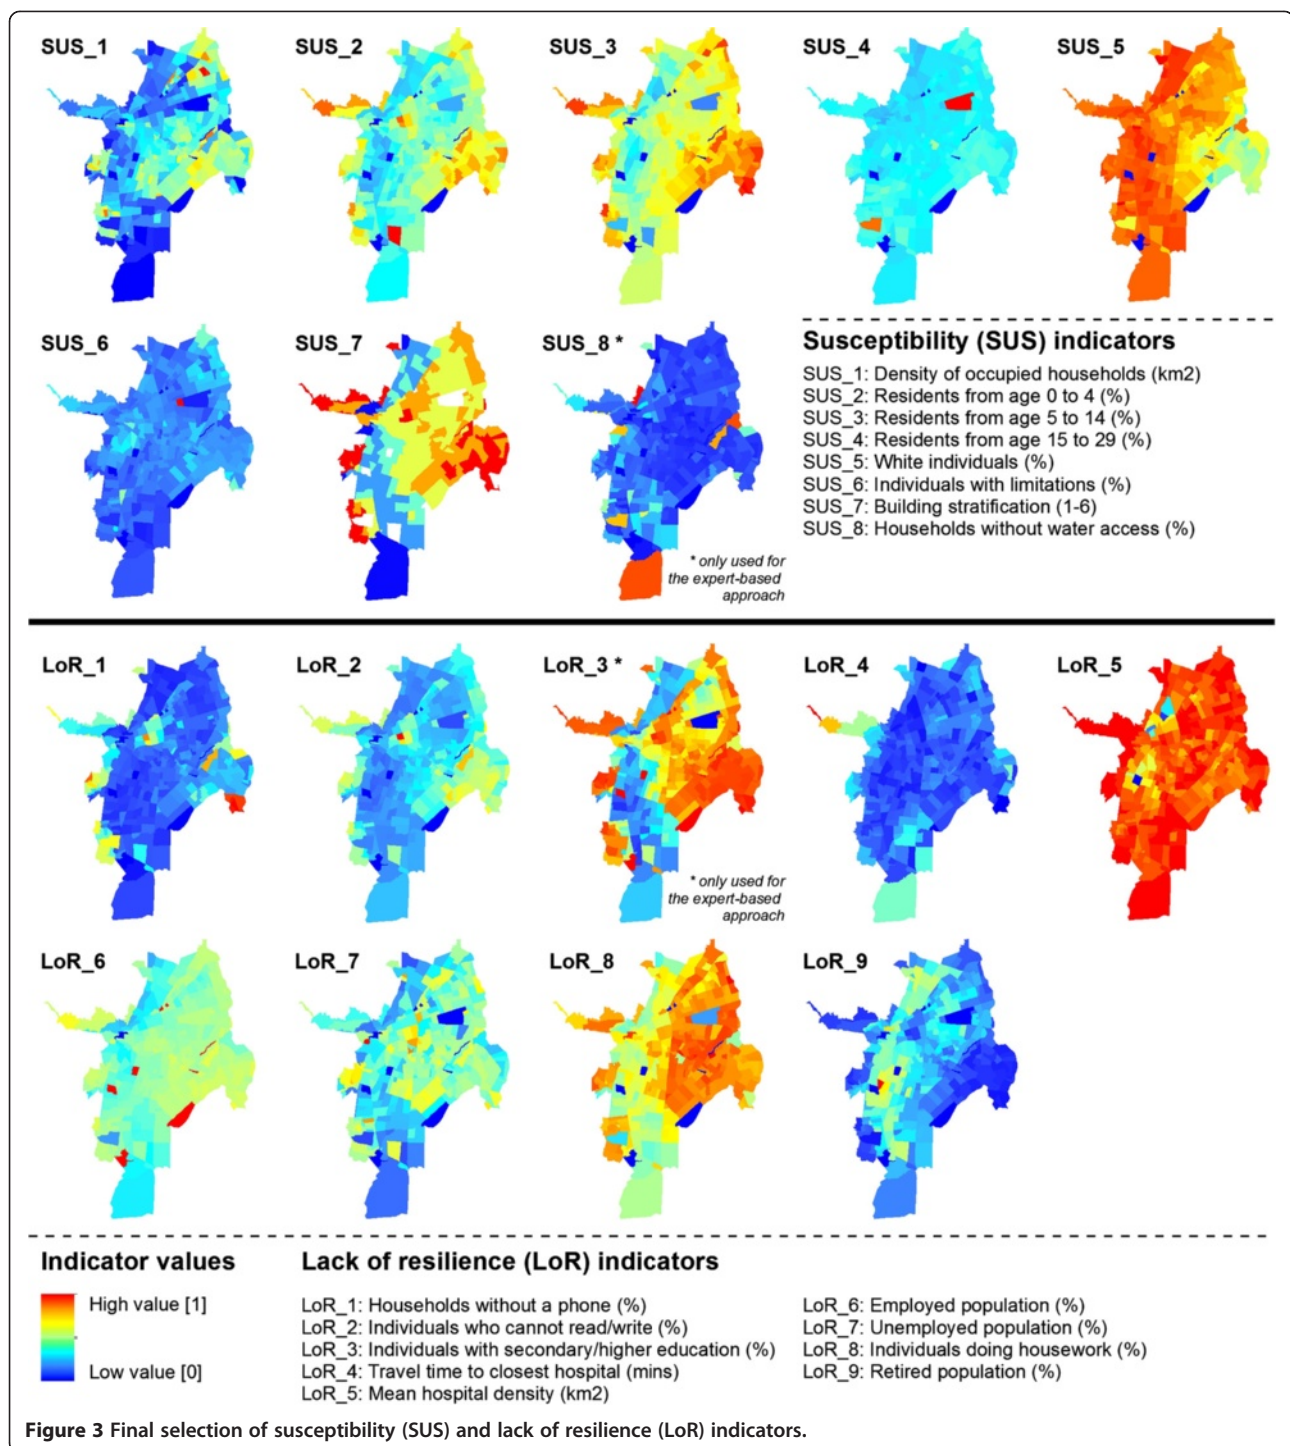 SUS_1
SUS_2
SUS_3
SUS_4
SUS_5
SUS_6
SUS_7
SUS_8 *
* only used for
the expert-based
approach
Susceptibility (SUS) indicators
SUS_1: Density of occupied households (km2)
SUS_2: Residents from age 0 to 4 (%)
SUS_3: Residents from age 5 to 14 (%)
SUS_4: Residents from age 15 to 29 (%)
SUS_5: White individuals (%)
SUS_6: Individuals with limitations (%)
SUS_7: Building stratification (1-6)
SUS_8: Households without water access (%)
LoR_1
LoR_2
LoR_3 *
LoR_4
LoR_5
* only used for
the expert-based
approach
LoR_6
LoR_7
LoR_8
LoR_9
Indicator values
High value [1]
Low value [0]
Lack of resilience (LoR) indicators
LoR_1: Households without a phone (%)
LoR_2: Individuals who cannot read/write (%)
LoR_3: Individuals with secondary/higher education (%)
LoR_4: Travel time to closest hospital (mins)
LoR_5: Mean hospital density (km2)
LoR_6: Employed population (%)
LoR_7: Unemployed population (%)
LoR_8: Individuals doing housework (%)
LoR_9: Retired population (%)
Figure 3 Final selection of susceptibility (SUS) and lack of resilience (LoR) indicators.